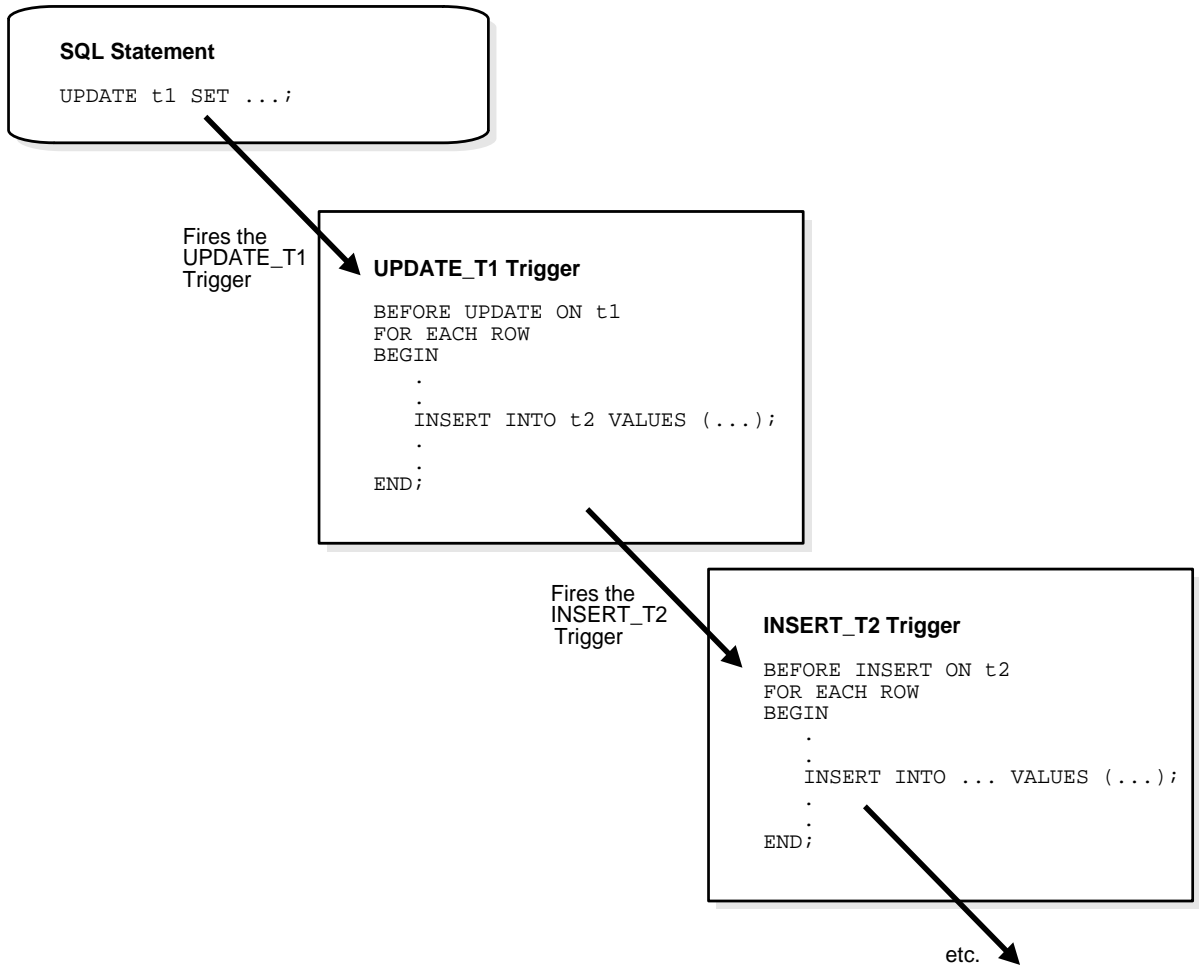 SQL Statement
UPDATE t1 SET ...;
Fires the
UPDATE_T1
Trigger
UPDATE_T1 Trigger
BEFORE UPDATE ON t1
FOR EACH ROW
BEGIN
.
.
INSERT INTO t2 VALUES (...);
.
.
END;
Fires the
INSERT_T2
Trigger
INSERT_T2 Trigger
BEFORE INSERT ON t2
FOR EACH ROW
BEGIN
.
.
INSERT INTO ... VALUES (...);
.
.
END;
etc.